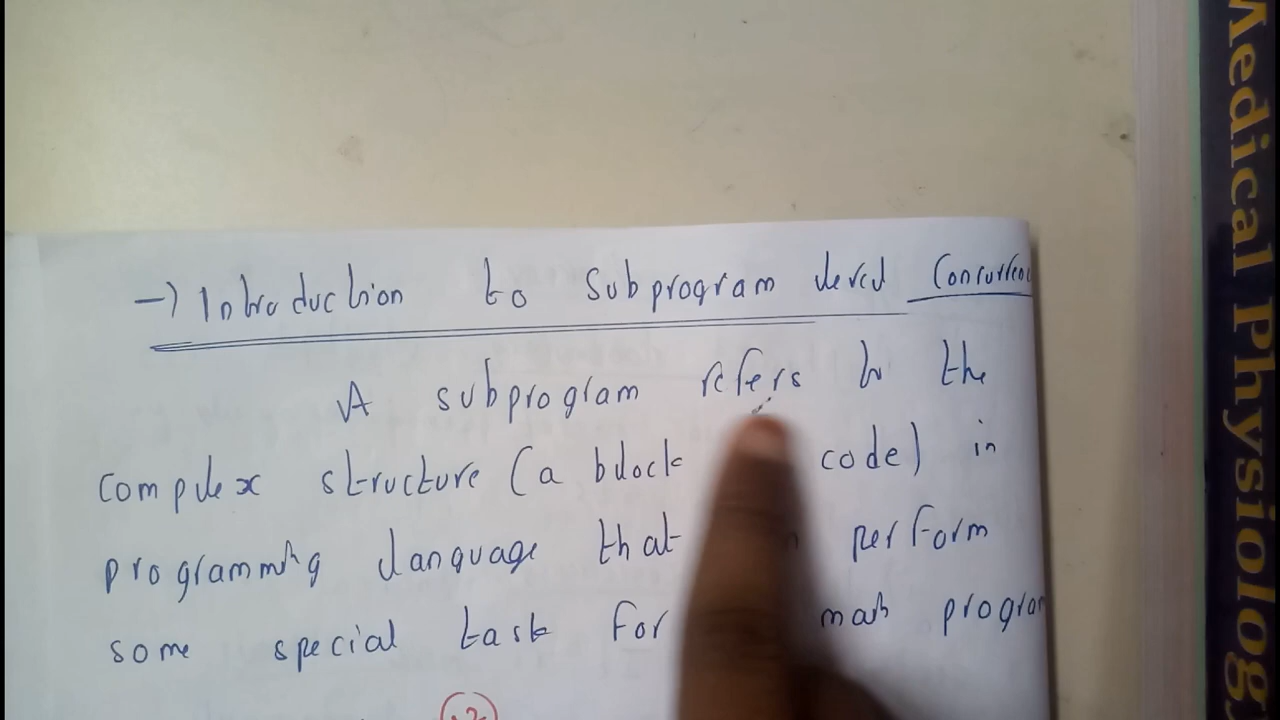 → Introduction to Subprogram level Concurrenc
A subprogram refers to the
complex structure (a block code) in
programming language that perform
some special task for main program
Medical Physiology